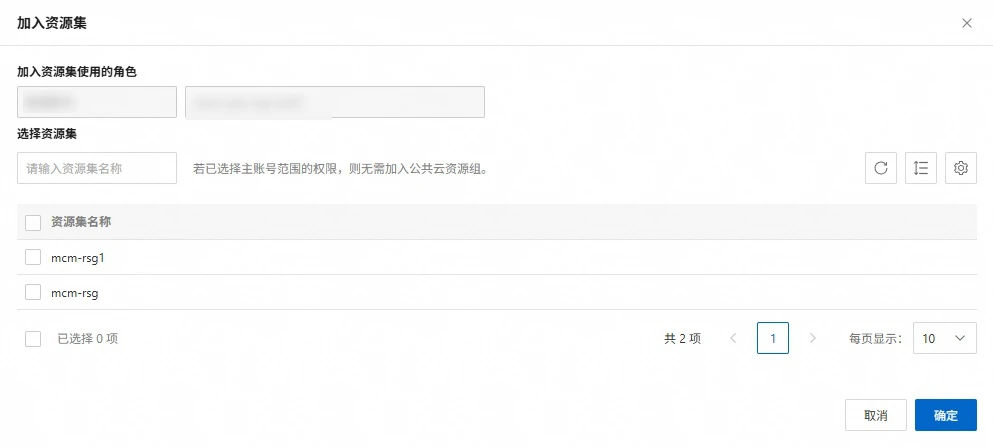 加入资源集
加入资源集使用的角色
选择资源集
请输入资源集名称 若已选择主账号范围的权限，则无需加入公共云资源组。
资源集名称
mcm-rsg1
mcm-rsg
已选择 0 项 共 2 项 1 每页显示： 10
取消 确定